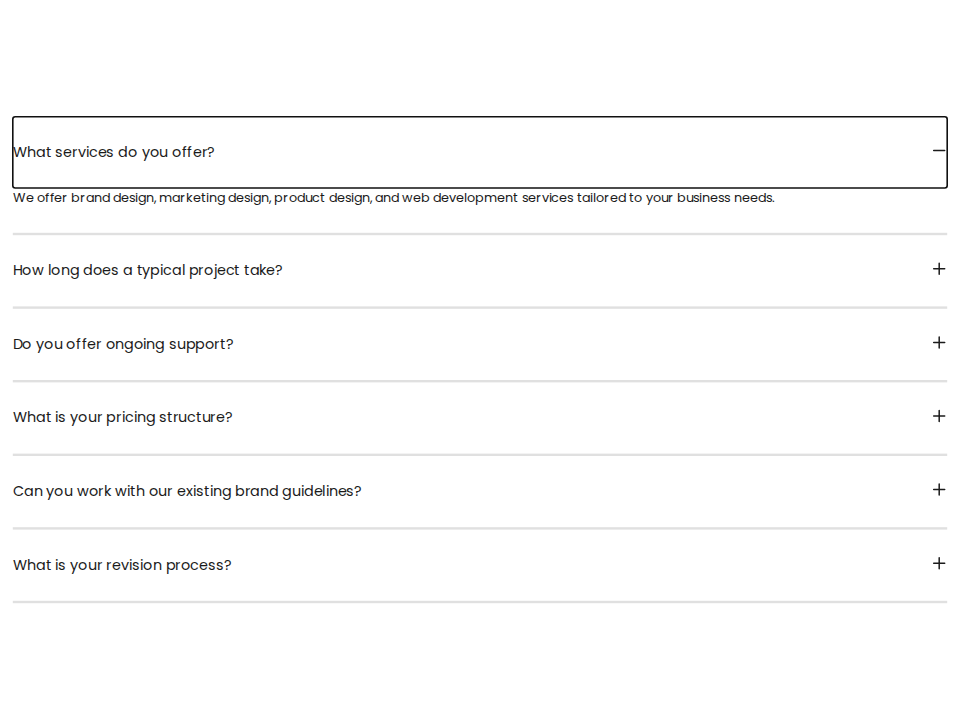 What services do you offer?
We offer brand design, marketing design, product design, and web development services tailored to your business needs.
How long does a typical project take?
Do you offer ongoing support?
What is your pricing structure?
Can you work with our existing brand guidelines?
What is your revision process?